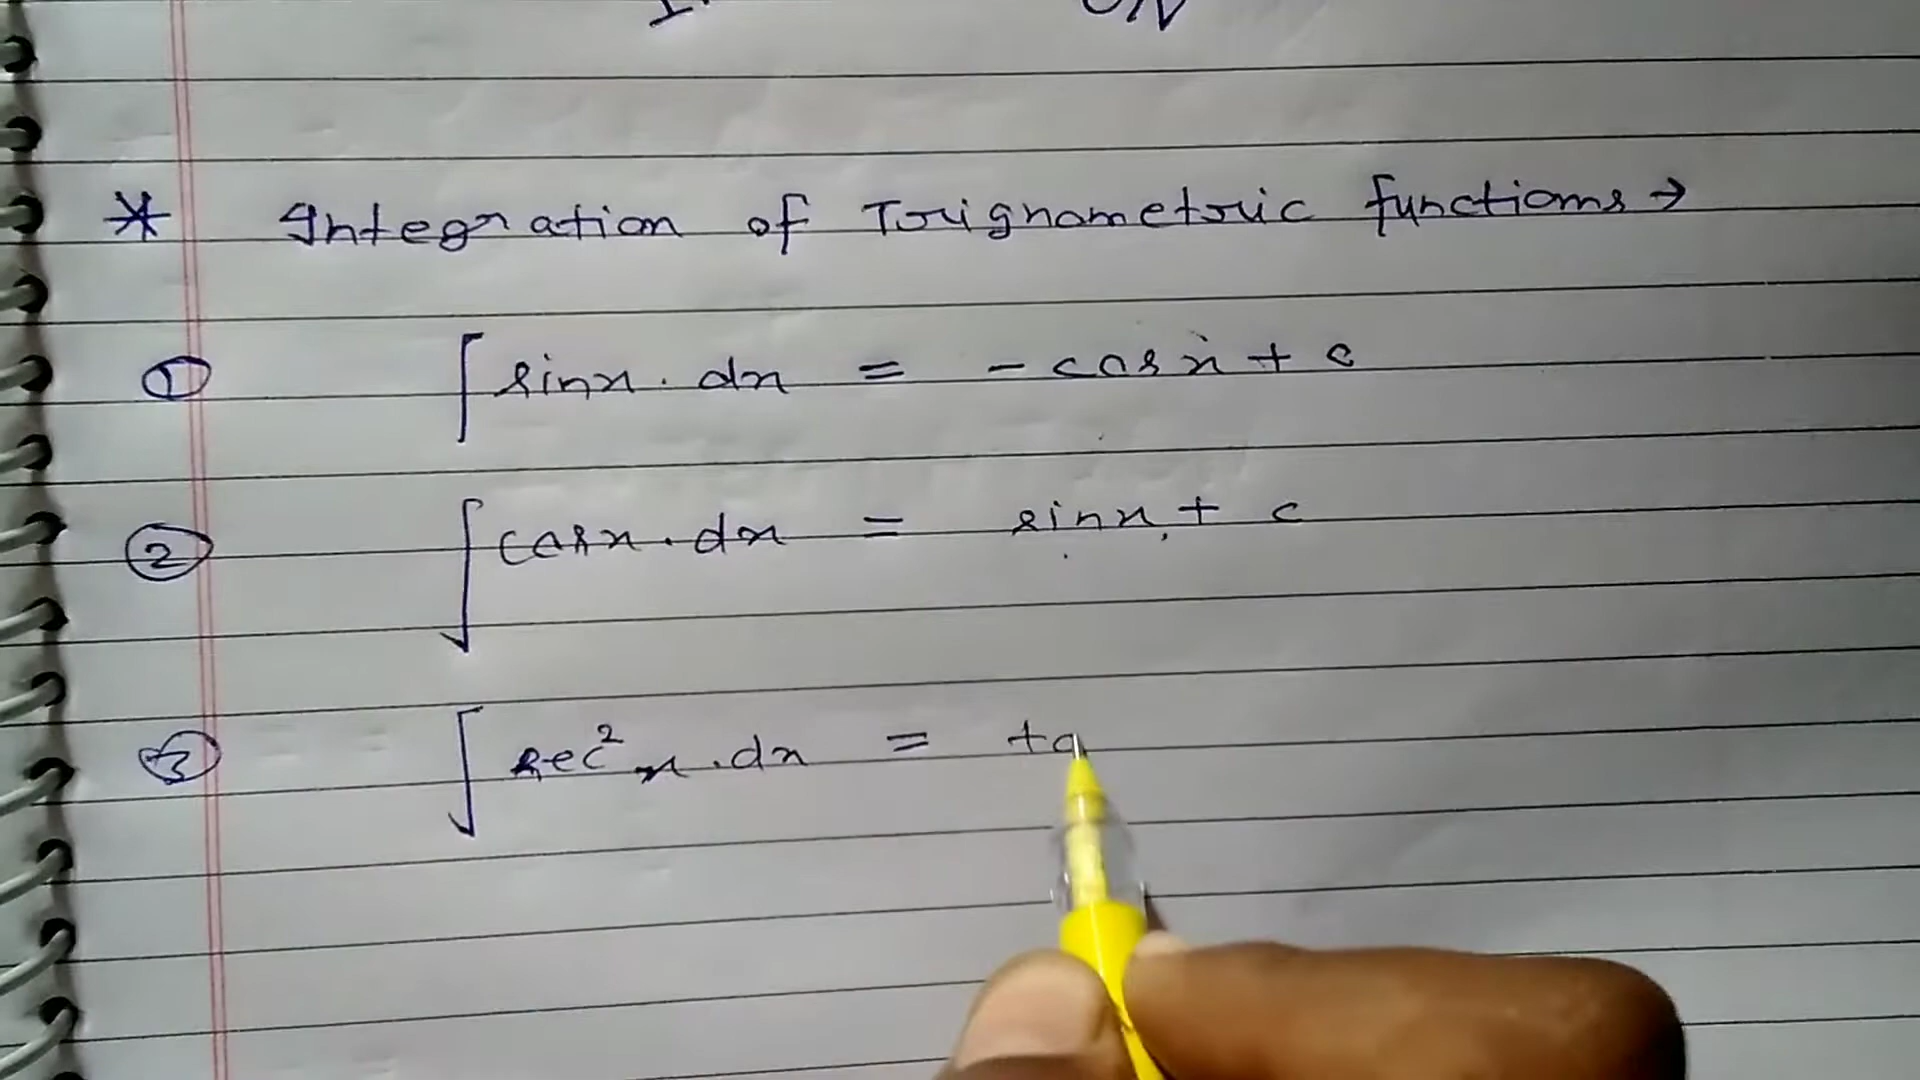 * Integration of Trignometric functions →
① ∫ sinx . dx = - cosx + c
② ∫ cosx . dx = sinx + c
③ ∫ sec²x . dx = ta